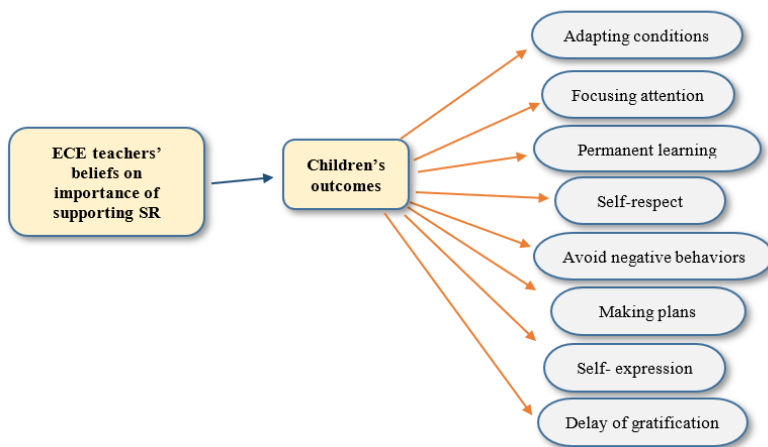 ECE teachers’
beliefs on
importance of
supporting SR
Children’s
outcomes
Adapting conditions
Focusing attention
Permanent learning
Self-respect
Avoid negative behaviors
Making plans
Self- expression
Delay of gratification